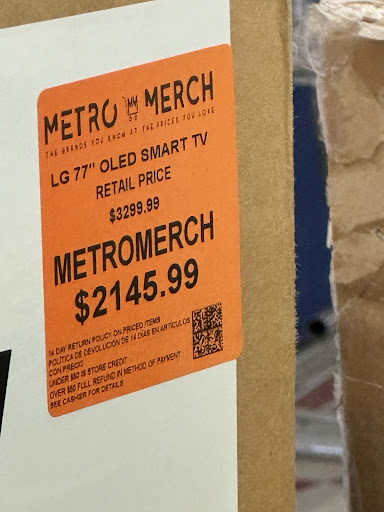 METRO MERCH
THE BRANDS YOU KNOW AT THE PRICES YOU LOVE
LG 77" OLED SMART TV
RETAIL PRICE
$3299.99
METROMERCH
$2145.99
14 DAY RETURN POLICY ON PRICED ITEMS
POLITICA DE DEVOLUCIÓN DE 14 DIAS EN ARTICULOS
CON PRECIO
UNDER $50 IS STORE CREDIT
OVER $50 FULL REFUND IN METHOD OF PAYMENT
SEE CASHIER FOR DETAILS